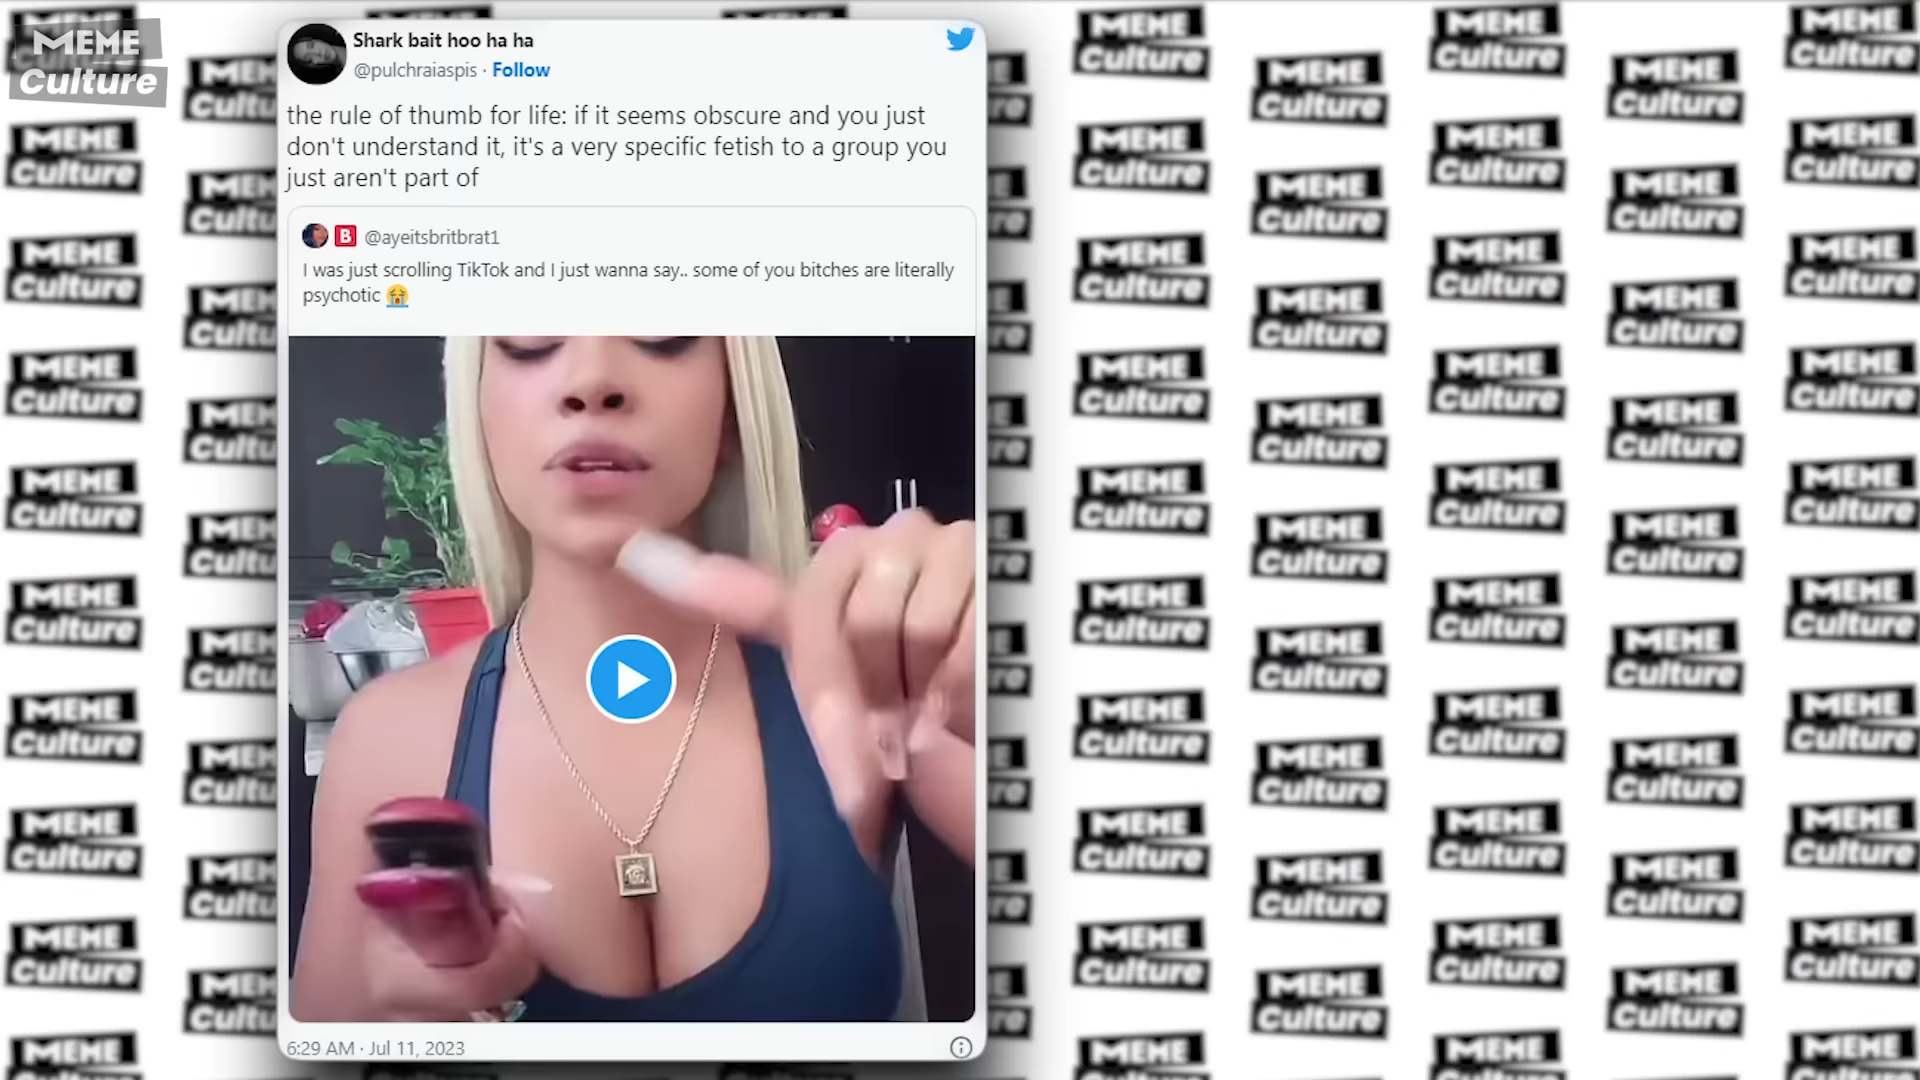 MEME
Culture
Shark bait hoo ha ha
@pulchraiaspis · Follow
the rule of thumb for life: if it seems obscure and you just
don't understand it, it's a very specific fetish to a group you
just aren't part of
B @ayeitsbritbrat1
I was just scrolling TikTok and I just wanna say.. some of you bitches are literally
psychotic 😭
6:29 AM · Jul 11, 2023